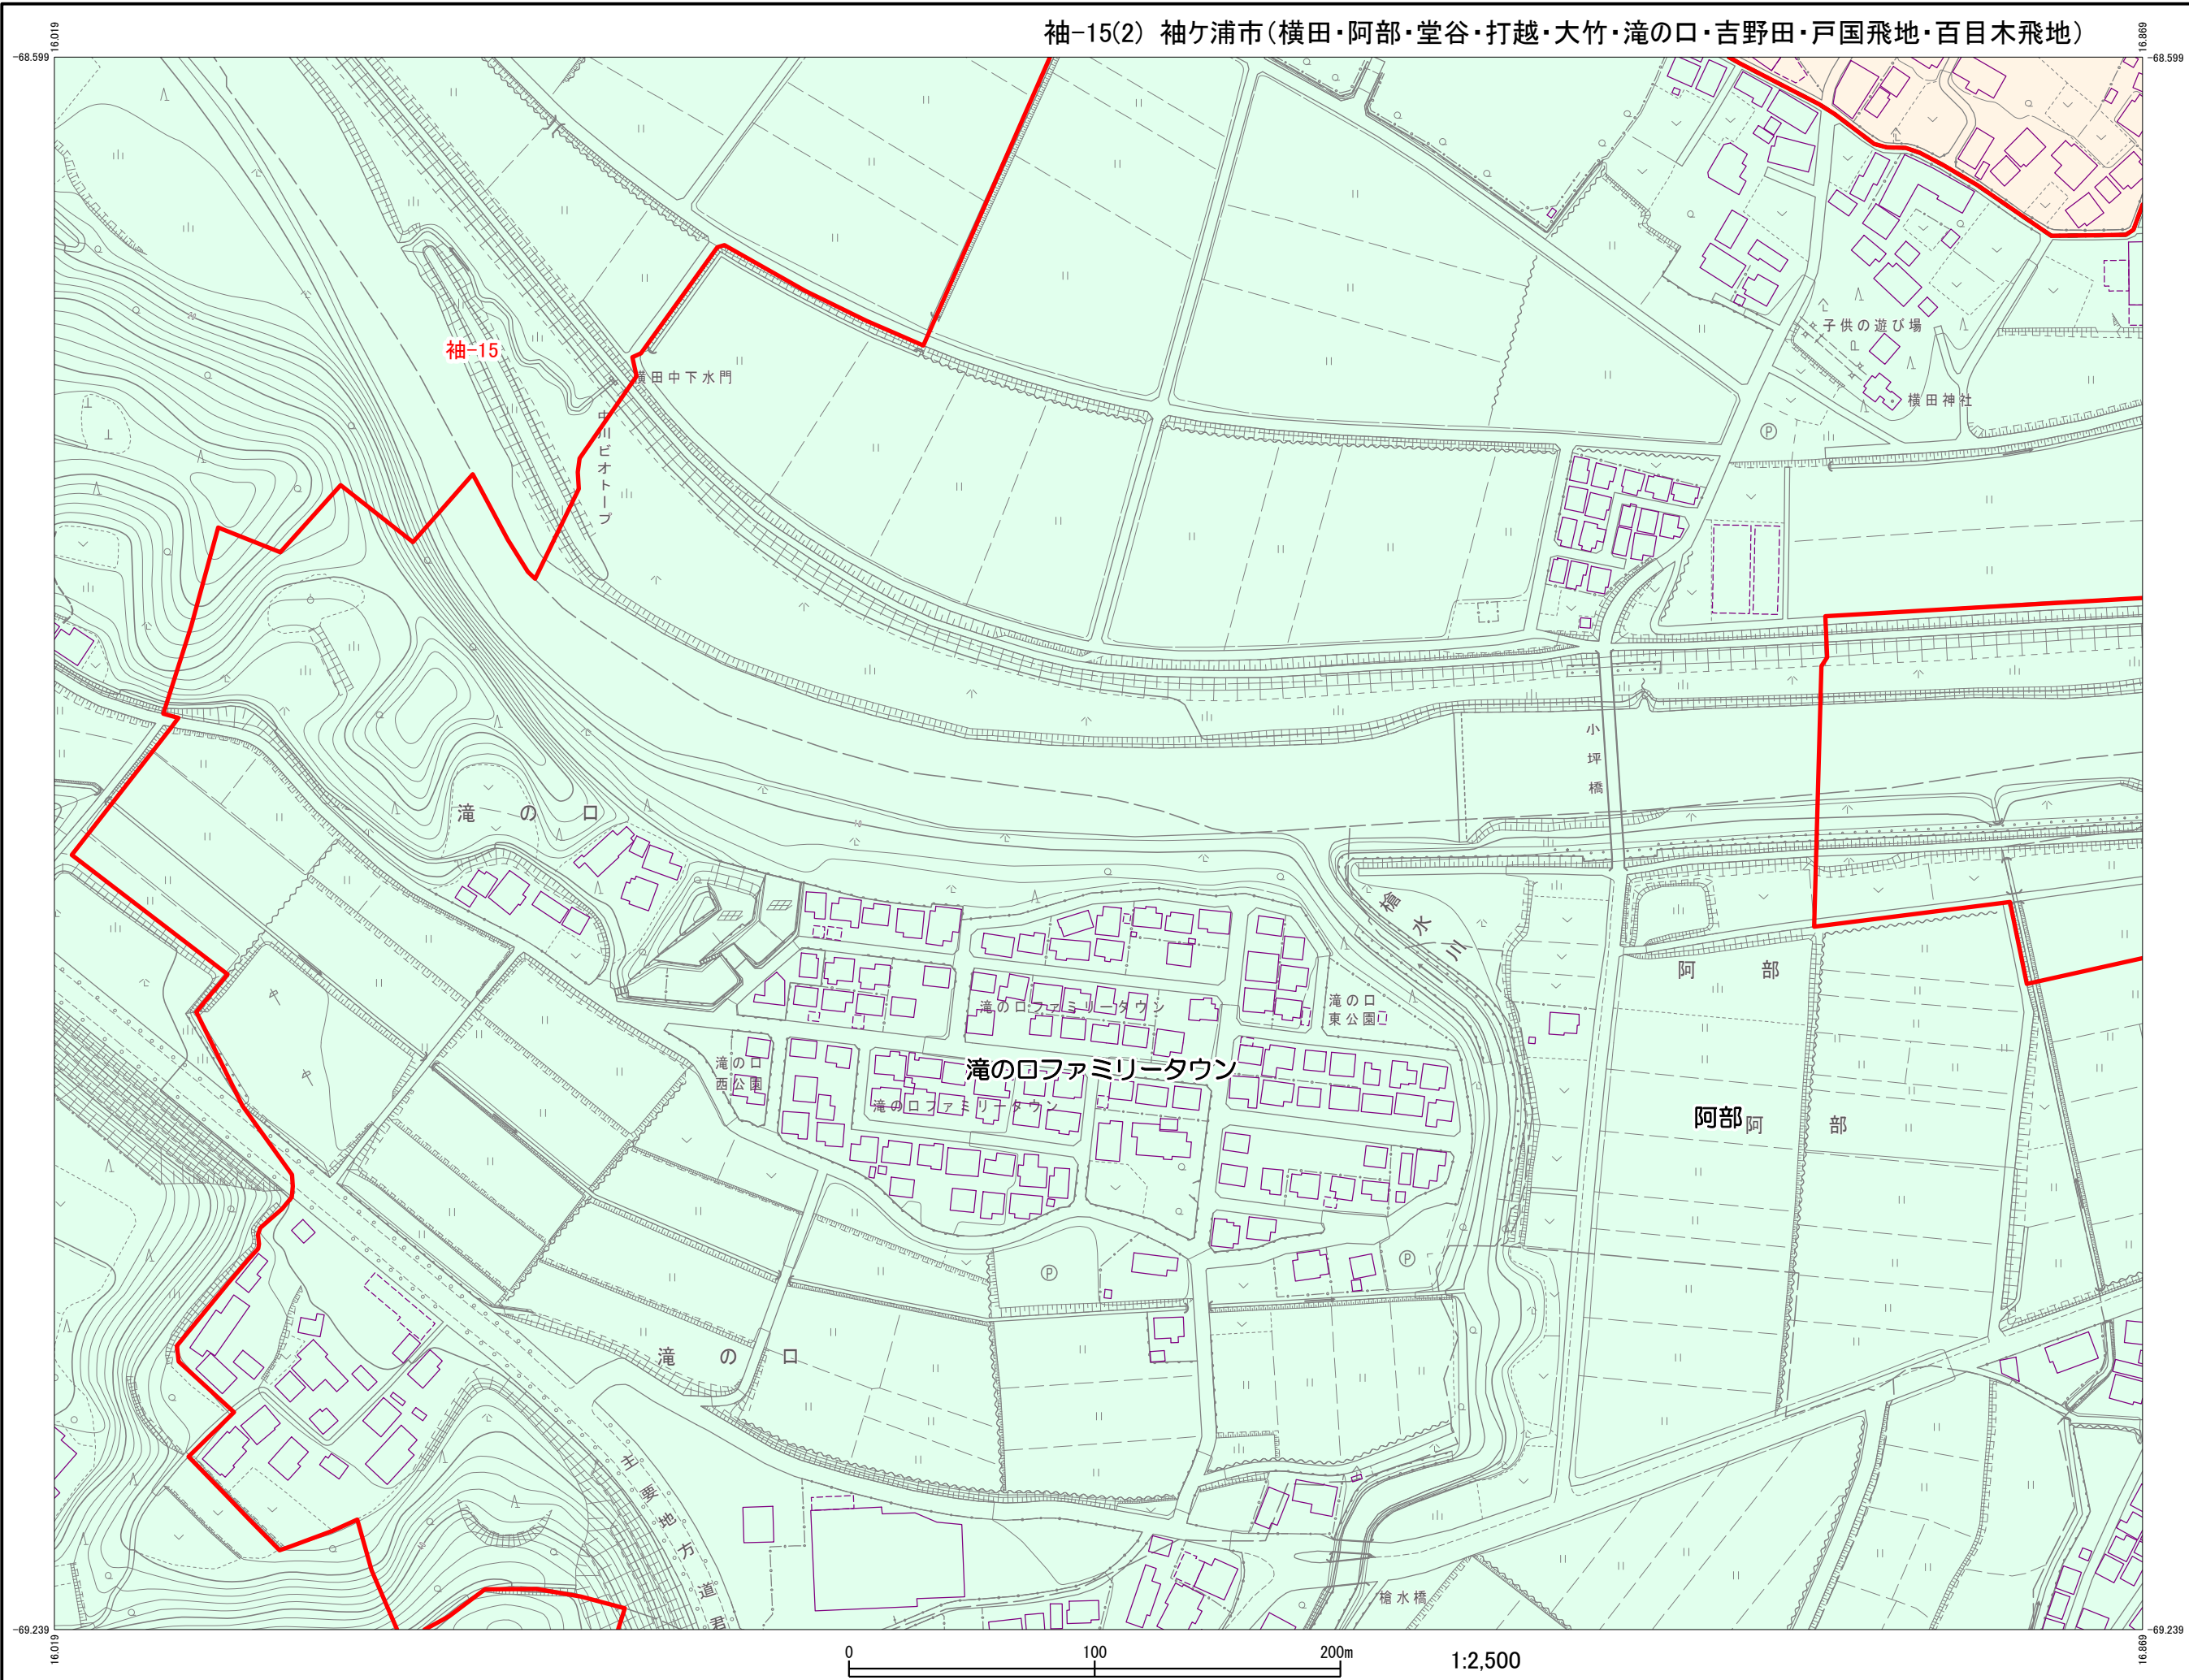 袖-15(2) 袖ケ浦市(横田・阿部・堂谷・打越・大竹・滝の口・吉野田・戸国飛地・百目木飛地)
16.019
16.869
-68.599
-68.599
子供の遊び場
P
袖-15
横田中下水門
横田神社
中川ビオトープ
P
小坪橋
滝の口
槍水川
阿部
滝の口ファミリータウン
滝の口
東公園
滝の口
西公園
滝の口ファミリータウン
滝の口ファミリータウン
阿部
阿部
P
P
滝の口
主要地方道君
槍水橋
-69.239
-69.239
16.019
16.869
0 100 200m
1:2,500